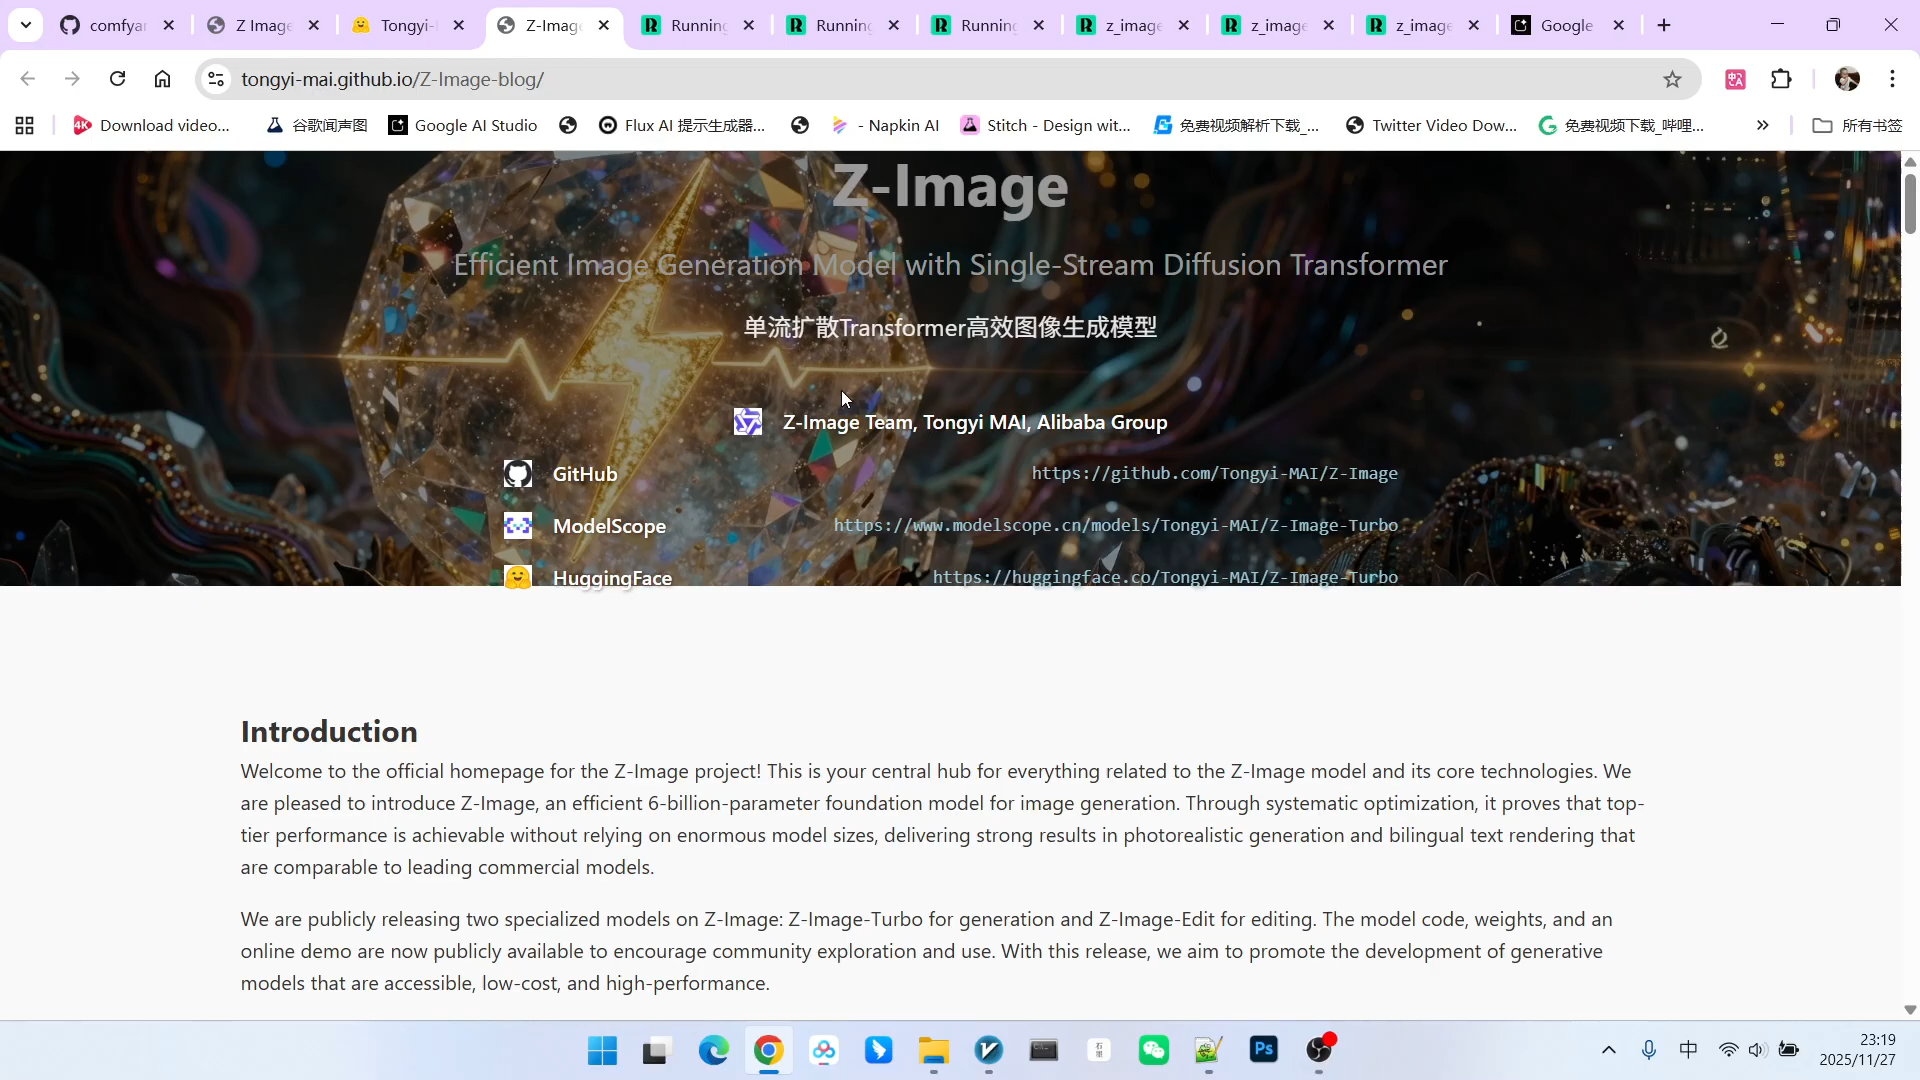 comfyan
Z Image
Tongyi-
Z-Image
Running
Running
Running
z_image
z_image
z_image
Google
tongyi-mai.github.io/Z-Image-blog/
Download video...
谷歌闻声图
Google AI Studio
Flux AI 提示生成器...
- Napkin AI
Stitch - Design wit...
免费视频解析下载_...
Twitter Video Dow...
免费视频下载_哔哩...
所有书签
Z-Image
Efficient Image Generation Model with Single-Stream Diffusion Transformer
单流扩散Transformer高效图像生成模型
Z-Image Team, Tongyi MAI, Alibaba Group
GitHub https://github.com/Tongyi-MAI/Z-Image
ModelScope https://www.modelscope.cn/models/Tongyi-MAI/Z-Image-Turbo
HuggingFace https://huggingface.co/Tongyi-MAI/Z-Image-Turbo
Introduction
Welcome to the official homepage for the Z-Image project! This is your central hub for everything related to the Z-Image model and its core technologies. We
are pleased to introduce Z-Image, an efficient 6-billion-parameter foundation model for image generation. Through systematic optimization, it proves that top-
tier performance is achievable without relying on enormous model sizes, delivering strong results in photorealistic generation and bilingual text rendering that
are comparable to leading commercial models.
We are publicly releasing two specialized models on Z-Image: Z-Image-Turbo for generation and Z-Image-Edit for editing. The model code, weights, and an
online demo are now publicly available to encourage community exploration and use. With this release, we aim to promote the development of generative
models that are accessible, low-cost, and high-performance.
Ps
中
23:19
2025/11/27